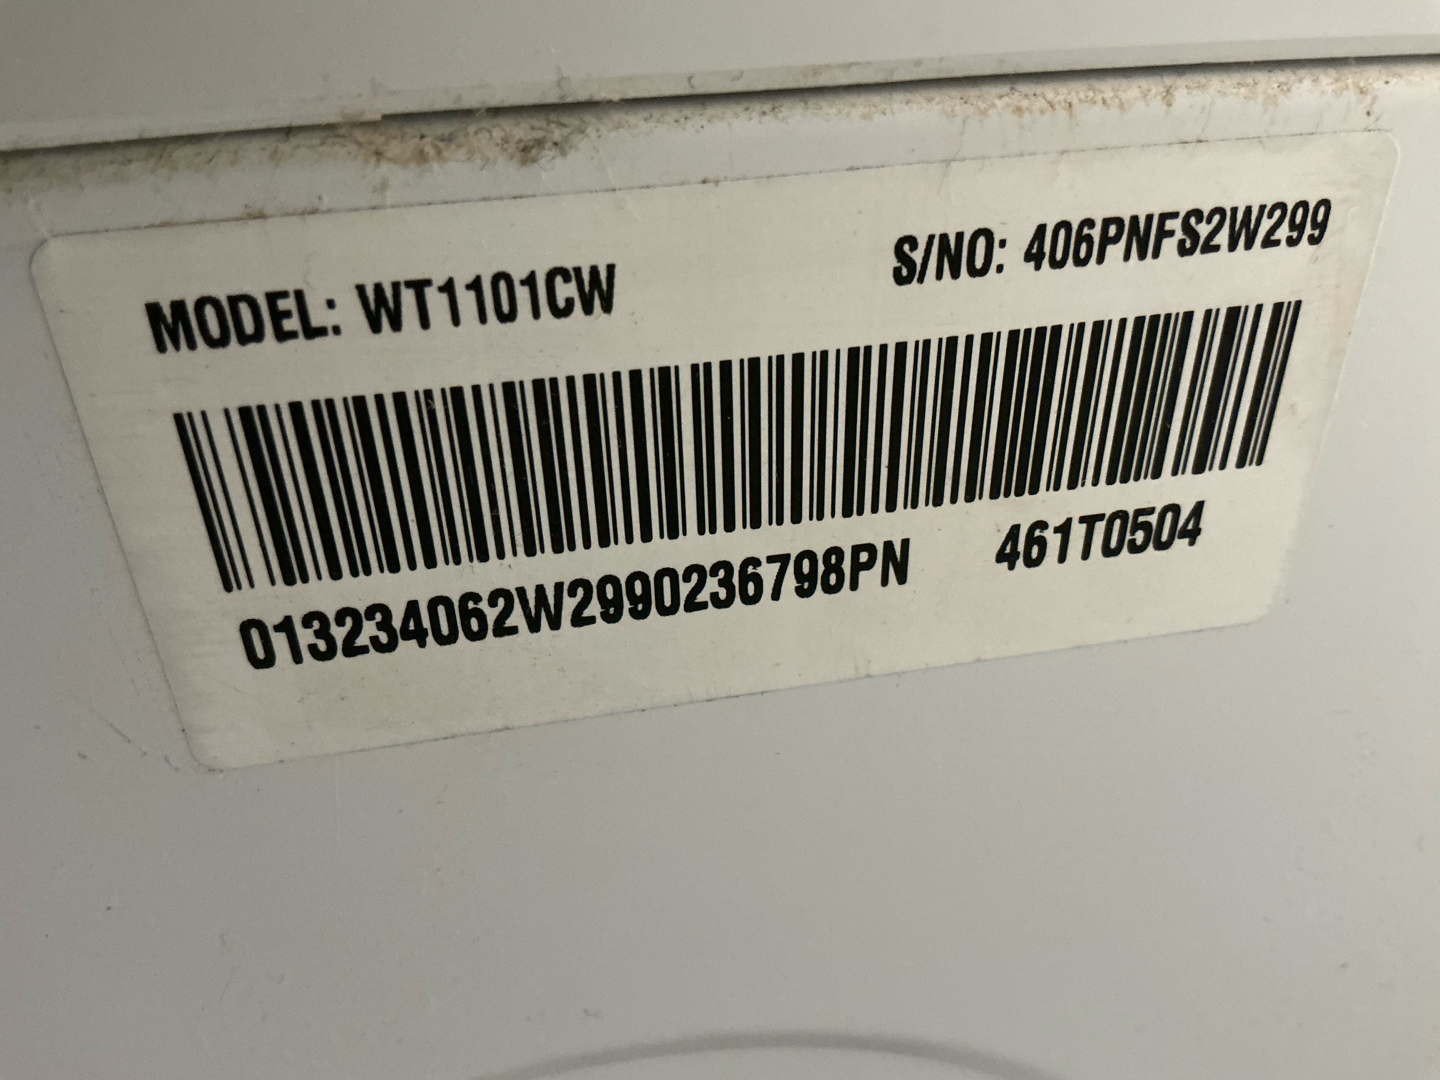 MODEL: WT1101CW
S/NO: 406PNFS2W299
013234062W2990236798PN 461T0504